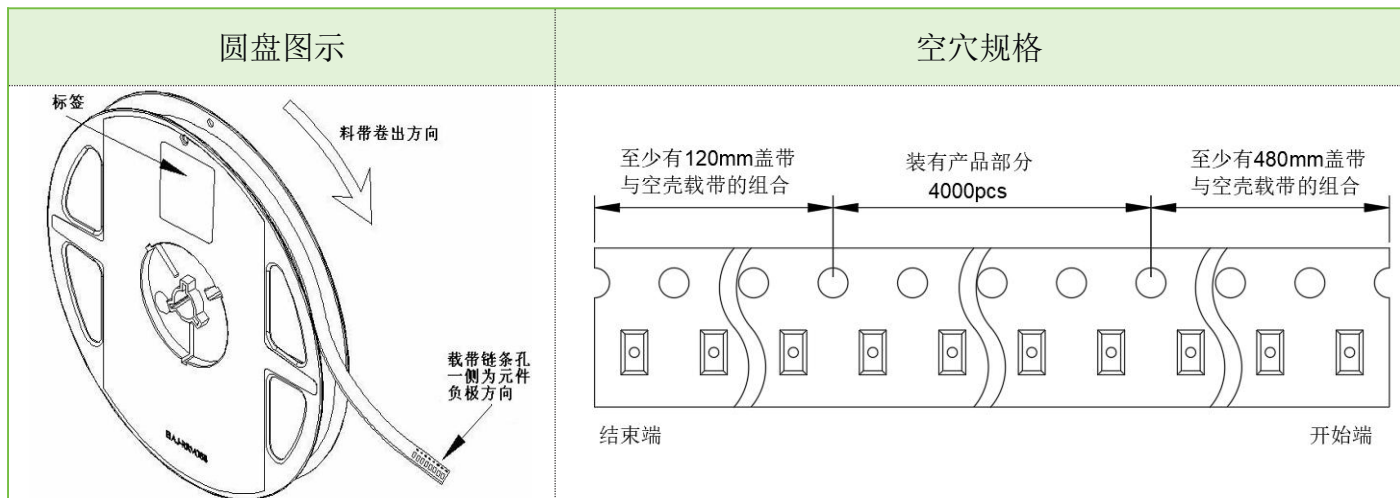 圆盘图示
空穴规格
标签
料带卷出方向
载带链条孔
一侧为元件
负极方向
至少有120mm盖带
与空壳载带的组合
装有产品部分
4000pcs
至少有480mm盖带
与空壳载带的组合
结束端
开始端